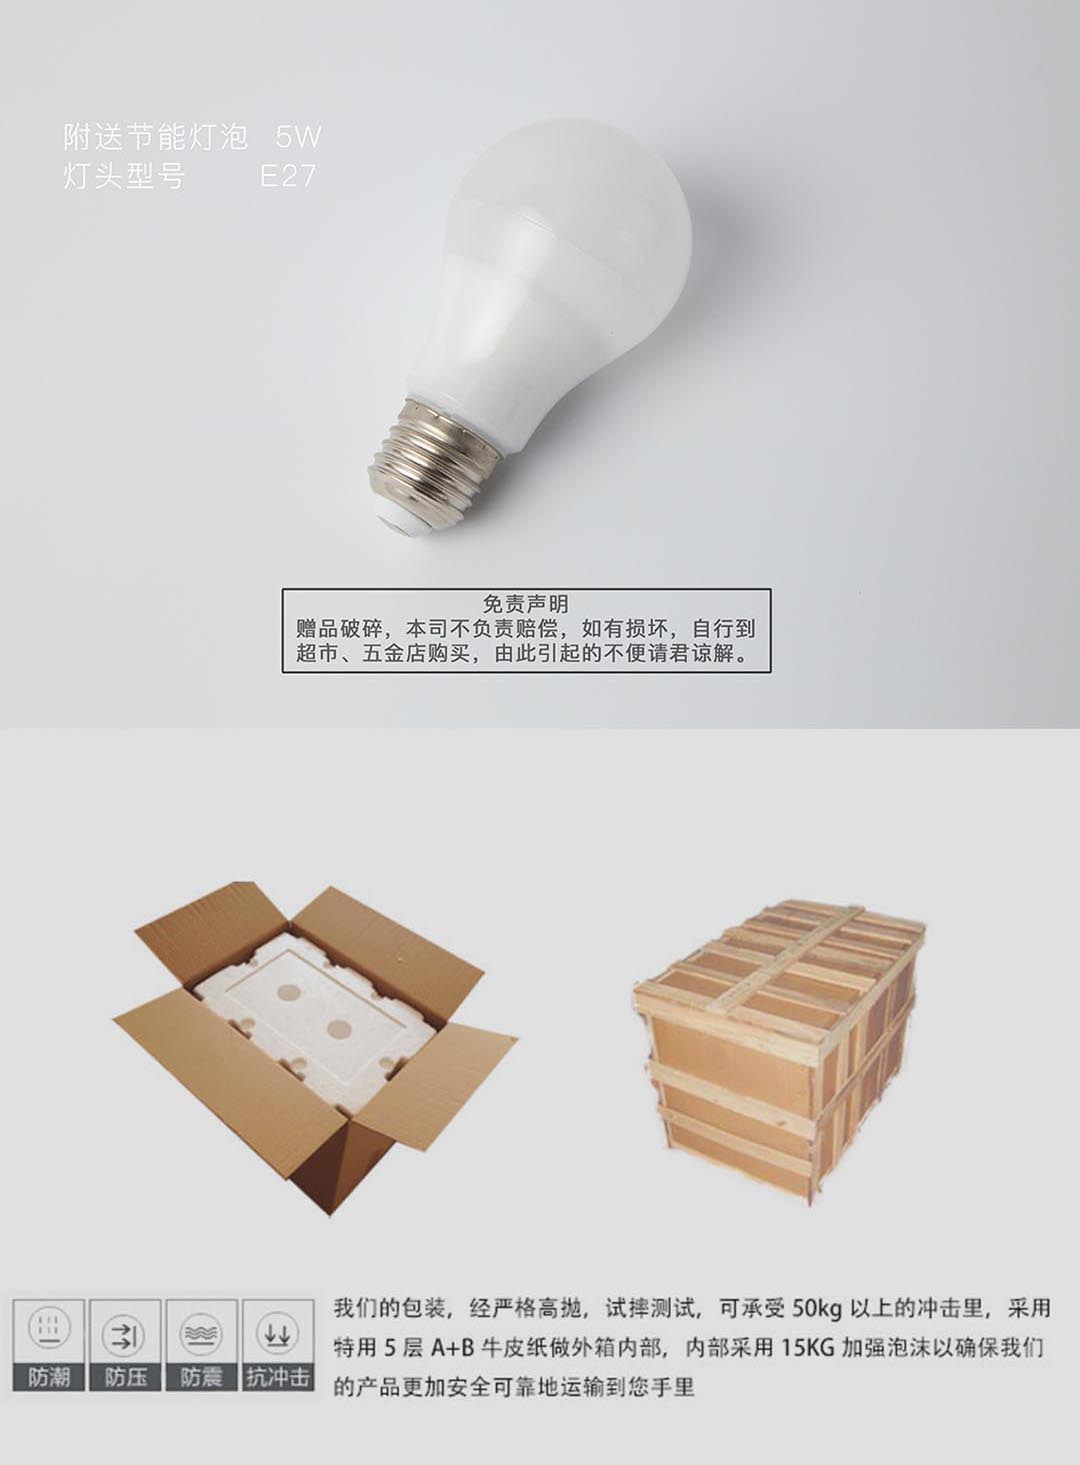 附送节能灯泡 5W
灯头型号 E27
免责声明
赠品破碎，本司不负责赔偿，如有损坏，自行到
超市、五金店购买，由此引起的不便请君谅解。
防潮 防压 防震 抗冲击
我们的包装，经严格高抛，试摔测试，可承受 50kg 以上的冲击里，采用
特用 5 层 A+B 牛皮纸做外箱内部，内部采用 15KG 加强泡沫以确保我们
的产品更加安全可靠地运输到您手里